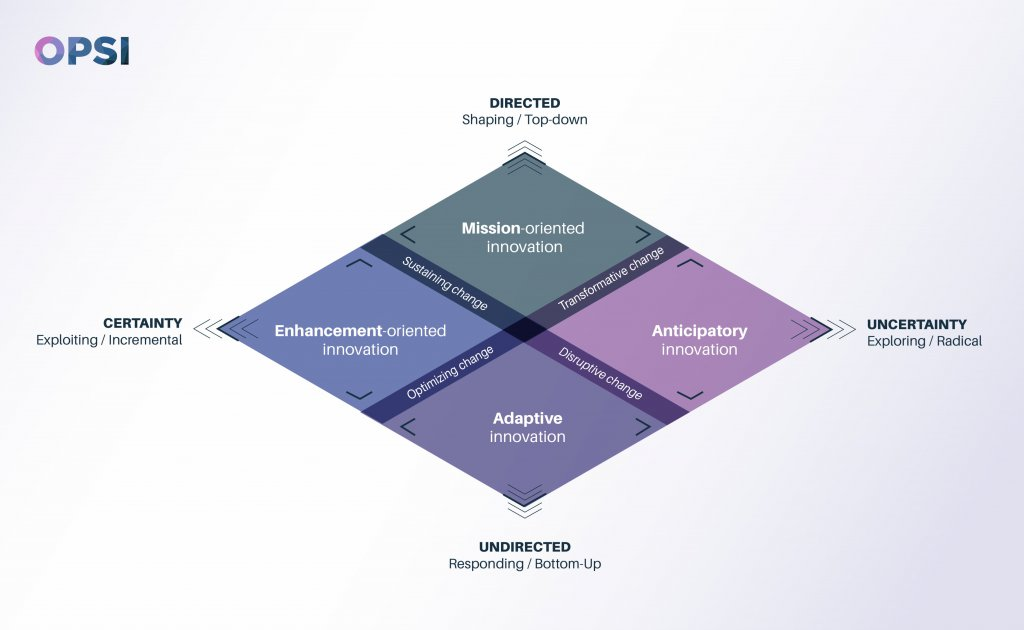 OPSI
DIRECTED
Shaping / Top-down
Mission-oriented
innovation
Sustaining change
Transformative change
CERTAINTY
Exploiting / Incremental
Enhancement-oriented
innovation
Anticipatory
innovation
UNCERTAINTY
Exploring / Radical
Optimizing change
Disruptive change
Adaptive
innovation
UNDIRECTED
Responding / Bottom-Up